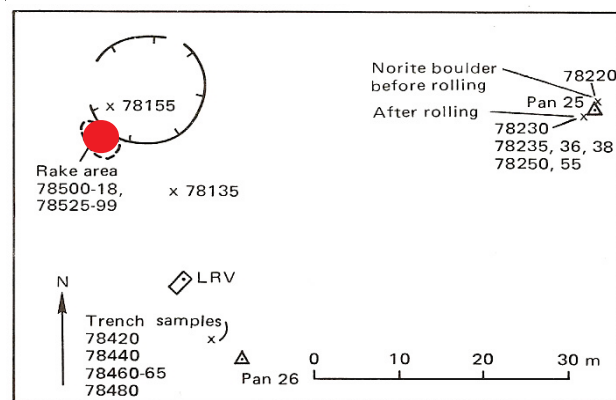 Norite boulder
before rolling
78220
Pan 25
After rolling
78230
78235, 36, 38
78250, 55
x 78155
Rake area
78500-18,
78525-99
x 78135
LRV
N
Trench samples
78420
78440
78460-65
78480
x
Pan 26
0 10 20 30 m